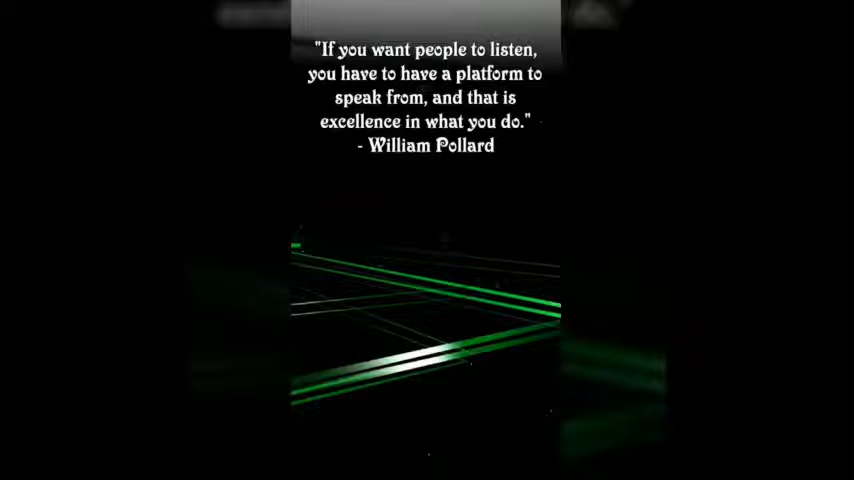 "If you want people to listen,
you have to have a platform to
speak from, and that is
excellence in what you do."
- William Pollard